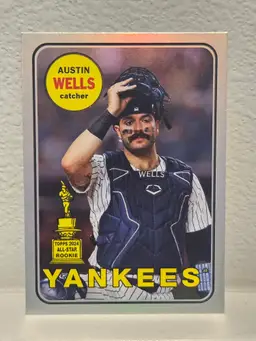 AUSTIN
WELLS
catcher
WELLS
TOPPS 2024
ALL-STAR
ROOKIE
YANKEES